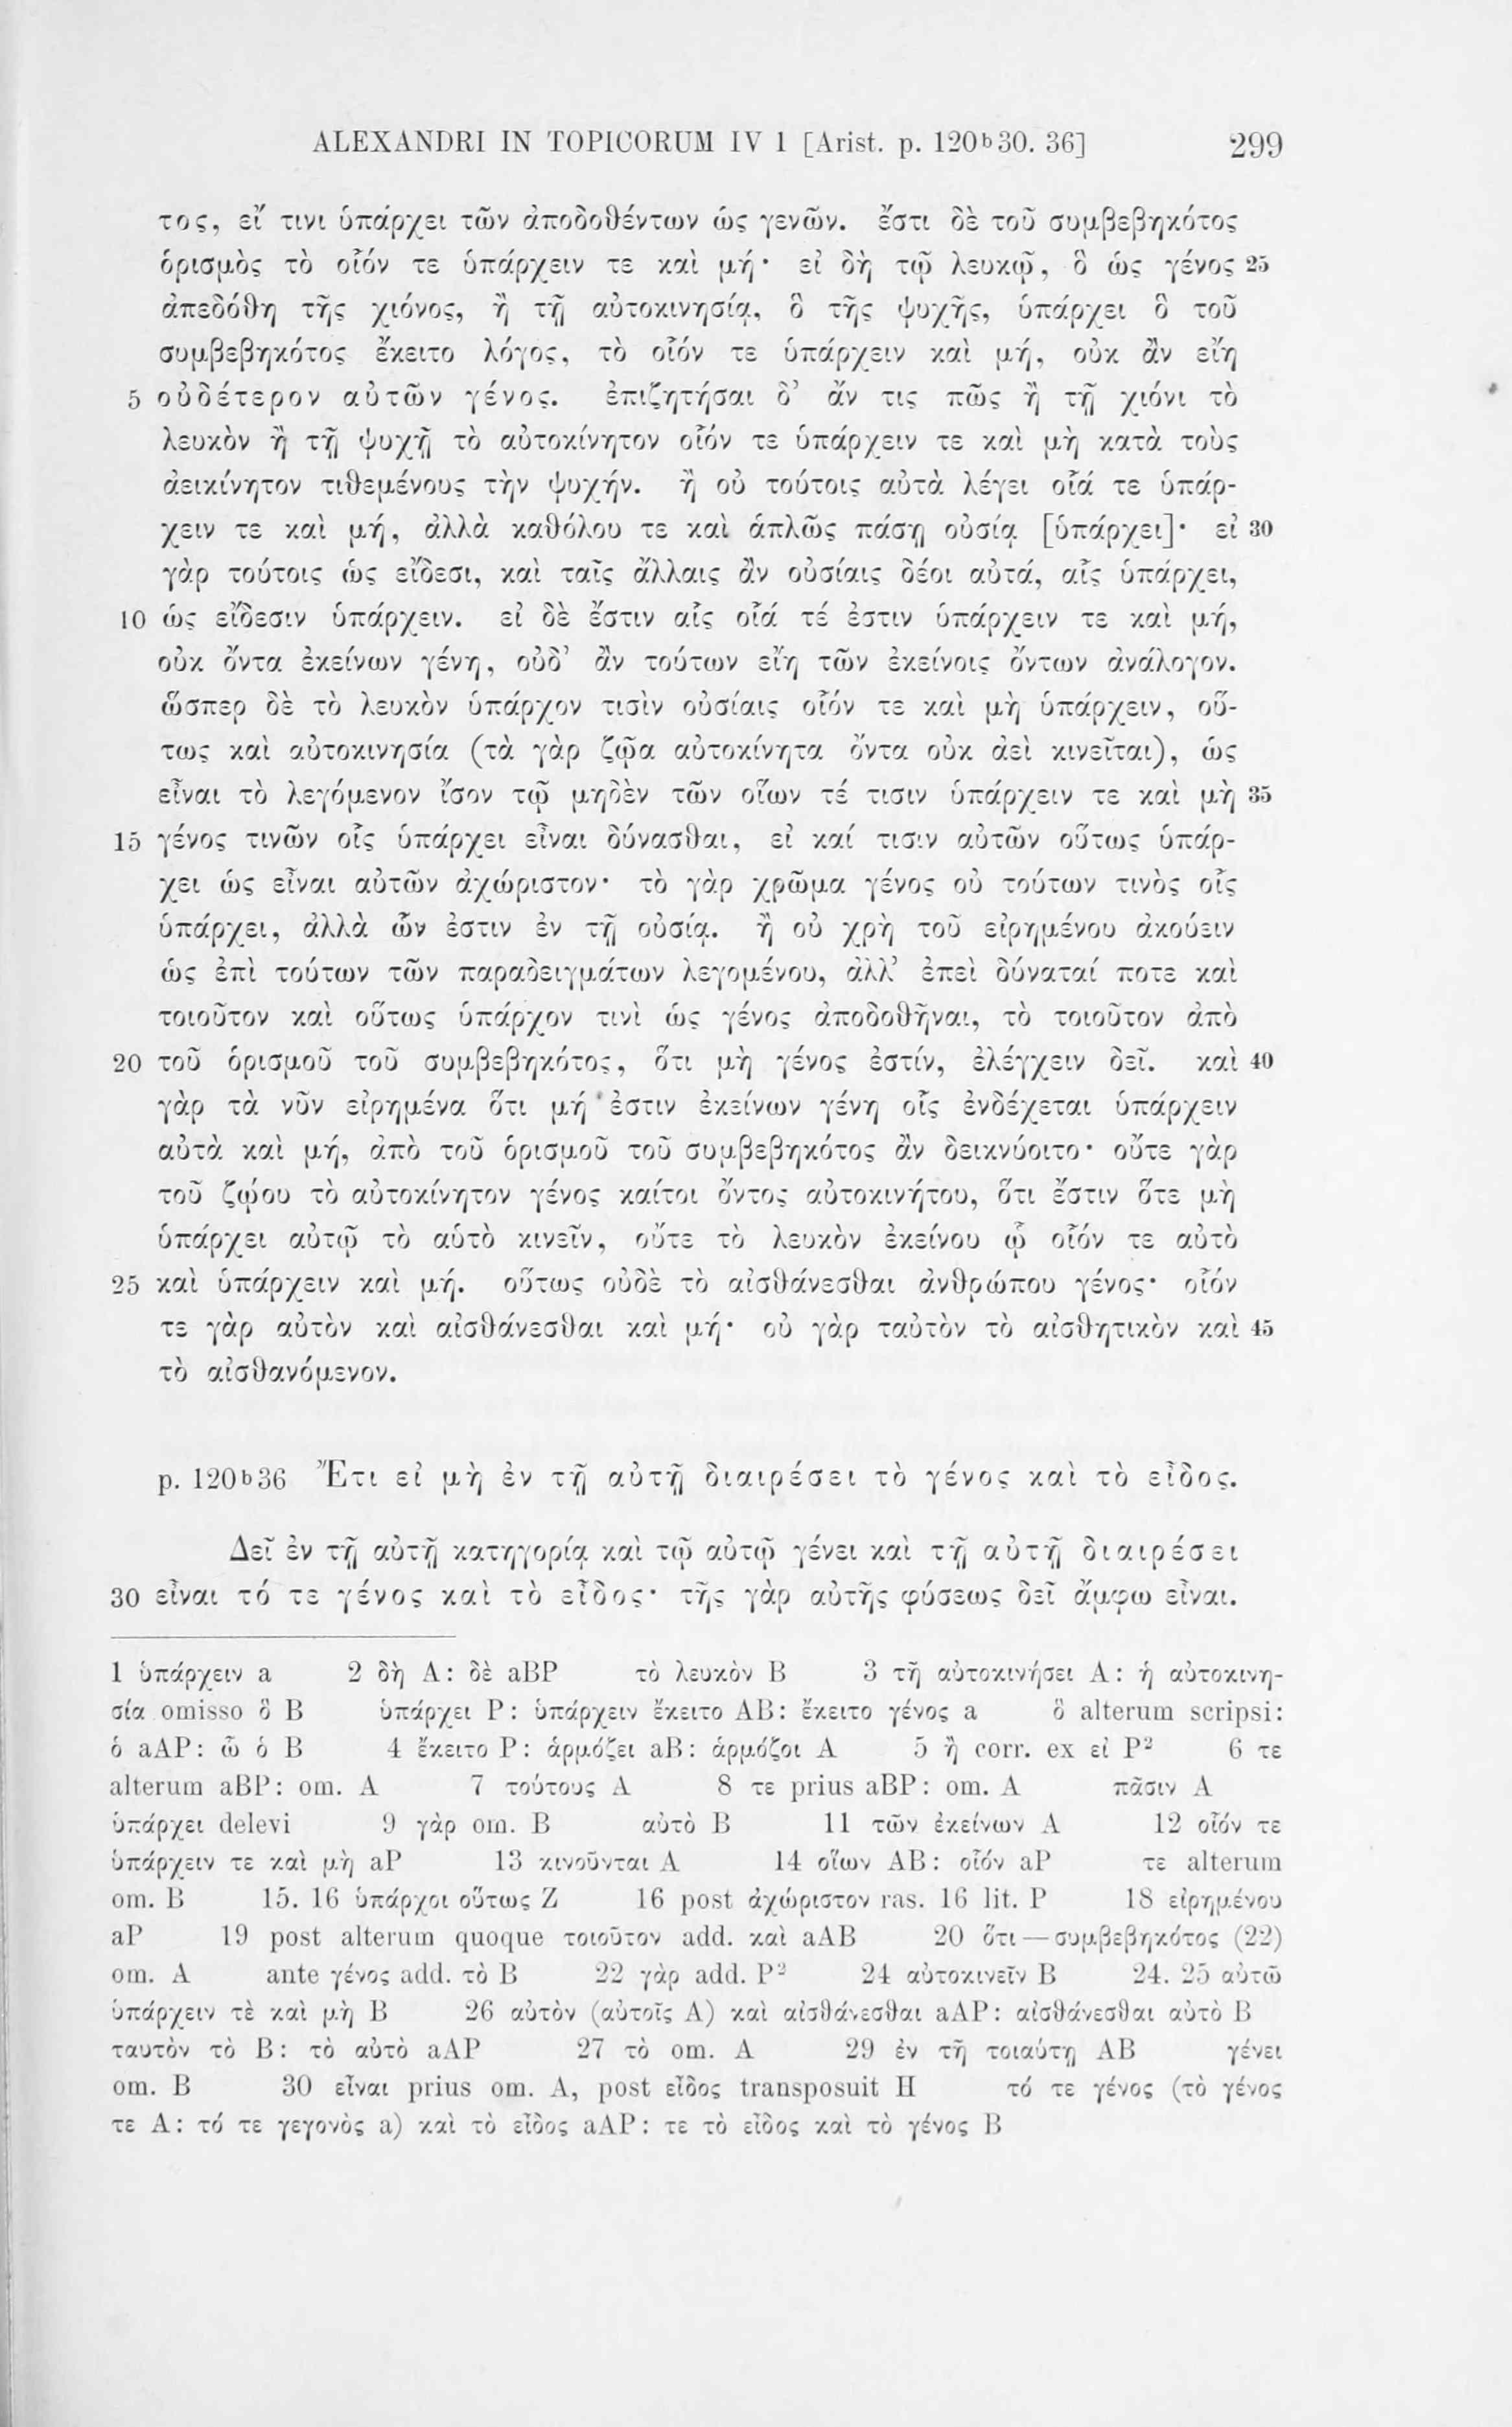 ALEXANDRI IN TOPICORUM IV 1 [Arist. p. 120ᵇ30. 36] 299
τος, εἴ τινι ὑπάρχει τῶν ἀποδοθέντων ὡς γενῶν. ἔστι δὲ τοῦ συμβεβηκότος
ὁρισμὸς τὸ οἷόν τε ὑπάρχειν τε καὶ μή· εἰ δὴ τῷ λευκῷ, ὃ ὡς γένος 25
ἀπεδόθη τῆς χιόνος, ἢ τῇ αὐτοκινησίᾳ, ὃ τῆς ψυχῆς, ὑπάρχει ὃ τοῦ
συμβεβηκότος ἔκειτο λόγος, τὸ οἷόν τε ὑπάρχειν καὶ μή, οὐκ ἂν εἴη
5 οὐδέτερον αὐτῶν γένος. ἐπιζητήσαι δ’ ἄν τις πῶς ἢ τῇ χιόνι τὸ
λευκὸν ἢ τῇ ψυχῇ τὸ αὐτοκίνητον οἷόν τε ὑπάρχειν τε καὶ μὴ κατὰ τοὺς
ἀεικίνητον τιθεμένους τὴν ψυχήν. ἢ οὐ τούτοις αὐτὰ λέγει οἷά τε ὑπάρ-
χειν τε καὶ μή, ἀλλὰ καθόλου τε καὶ ἁπλῶς πάσῃ οὐσίᾳ [ὑπάρχει]· εἰ 30
γὰρ τούτοις ὡς εἴδεσι, καὶ ταῖς ἄλλαις ἂν οὐσίαις δέοι αὐτά, αἷς ὑπάρχει,
10 ὡς εἴδεσιν ὑπάρχειν. εἰ δὲ ἔστιν αἷς οἷά τέ ἐστιν ὑπάρχειν τε καὶ μή,
οὐκ ὄντα ἐκείνων γένη, οὐδ’ ἂν τούτων εἴη τῶν ἐκείνοις ὄντων ἀνάλογον.
ὥσπερ δὲ τὸ λευκὸν ὑπάρχον τισὶν οὐσίαις οἷόν τε καὶ μὴ ὑπάρχειν, οὕ-
τως καὶ αὐτοκινησία (τὰ γὰρ ζῷα αὐτοκίνητα ὄντα οὐκ ἀεὶ κινεῖται), ὡς
εἶναι τὸ λεγόμενον ἴσον τῷ μηδὲν τῶν οἵων τέ τισιν ὑπάρχειν τε καὶ μὴ 35
15 γένος τινῶν οἷς ὑπάρχει εἶναι δύνασθαι, εἰ καί τισιν αὐτῶν οὕτως ὑπάρ-
χει ὡς εἶναι αὐτῶν ἀχώριστον· τὸ γὰρ χρῶμα γένος οὐ τούτων τινὸς οἷς
ὑπάρχει, ἀλλὰ ὧν ἐστιν ἐν τῇ οὐσίᾳ. ἢ οὐ χρὴ τοῦ εἰρημένου ἀκούειν
ὡς ἐπὶ τούτων τῶν παραδειγμάτων λεγομένου, ἀλλ’ ἐπεὶ δύναταί ποτε καὶ
τοιοῦτον καὶ οὕτως ὑπάρχον τινὶ ὡς γένος ἀποδοθῆναι, τὸ τοιοῦτον ἀπὸ
20 τοῦ ὁρισμοῦ τοῦ συμβεβηκότος, ὅτι μὴ γένος ἐστίν, ἐλέγχειν δεῖ. καὶ 40
γὰρ τὰ νῦν εἰρημένα ὅτι μή ἐστιν ἐκείνων γένη οἷς ἐνδέχεται ὑπάρχειν
αὐτὰ καὶ μή, ἀπὸ τοῦ ὁρισμοῦ τοῦ συμβεβηκότος ἂν δεικνύοιτο· οὔτε γὰρ
τοῦ ζῴου τὸ αὐτοκίνητον γένος καίτοι ὄντος αὐτοκινήτου, ὅτι ἔστιν ὅτε μὴ
ὑπάρχει αὐτῷ τὸ αὑτὸ κινεῖν, οὔτε τὸ λευκὸν ἐκείνου ᾧ οἷόν τε αὐτὸ
25 καὶ ὑπάρχειν καὶ μή. οὕτως οὐδὲ τὸ αἰσθάνεσθαι ἀνθρώπου γένος· οἷόν
τε γὰρ αὐτὸν καὶ αἰσθάνεσθαι καὶ μή· οὐ γὰρ ταὐτὸν τὸ αἰσθητικὸν καὶ 45
τὸ αἰσθανόμενον.
p. 120ᵇ36 Ἔτι εἰ μὴ ἐν τῇ αὐτῇ διαιρέσει τὸ γένος καὶ τὸ εἶδος.
Δεῖ ἐν τῇ αὐτῇ κατηγορίᾳ καὶ τῷ αὐτῷ γένει καὶ τῇ αὐτῇ διαιρέσει
30 εἶναι τό τε γένος καὶ τὸ εἶδος· τῆς γὰρ αὐτῆς φύσεως δεῖ ἄμφω εἶναι.
1 ὑπάρχειν a 2 δὴ A: δὲ aBP τὸ λευκὸν B 3 τῇ αὐτοκινήσει A: ἡ αὐτοκινη-
σία omisso ὃ B ὑπάρχει P: ὑπάρχειν ἔκειτο AB: ἔκειτο γένος a ὃ alterum scripsi:
ὁ aAP: ὧ ὁ B 4 ἔκειτο P: ἁρμόζει aB: ἁρμόζοι A 5 ἢ corr. ex εἰ P² 6 τε
alterum aBP: om. A 7 τούτους A 8 τε prius aBP: om. A πᾶσιν A
ὑπάρχει delevi 9 γὰρ om. B αὐτὸ B 11 τῶν ἐκείνων A 12 οἷόν τε
ὑπάρχειν τε καὶ μὴ aP 13 κινοῦνται A 14 οἵων AB: οἷόν aP τε alterum
om. B 15. 16 ὑπάρχοι οὕτως Z 16 post ἀχώριστον ras. 16 lit. P 18 εἰρημένου
aP 19 post alterum quoque τοιοῦτον add. καὶ aAB 20 ὅτι — συμβεβηκότος (22)
om. A ante γένος add. τὸ B 22 γὰρ add. P² 24 αὐτοκινεῖν B 24. 25 αὐτῶ
ὑπάρχειν τὲ καὶ μὴ B 26 αὐτὸν (αὐτοῖς A) καὶ αἰσθάνεσθαι aAP: αἰσθάνεσθαι αὐτὸ B
ταυτὸν τὸ B: τὸ αὐτὸ aAP 27 τὸ om. A 29 ἐν τῇ τοιαύτῃ AB γένει
om. B 30 εἶναι prius om. A, post εἶδος transposuit H τό τε γένος (τὸ γένος
τε A: τό τε γεγονὸς a) καὶ τὸ εἶδος aAP: τε τὸ εἶδος καὶ τὸ γένος B